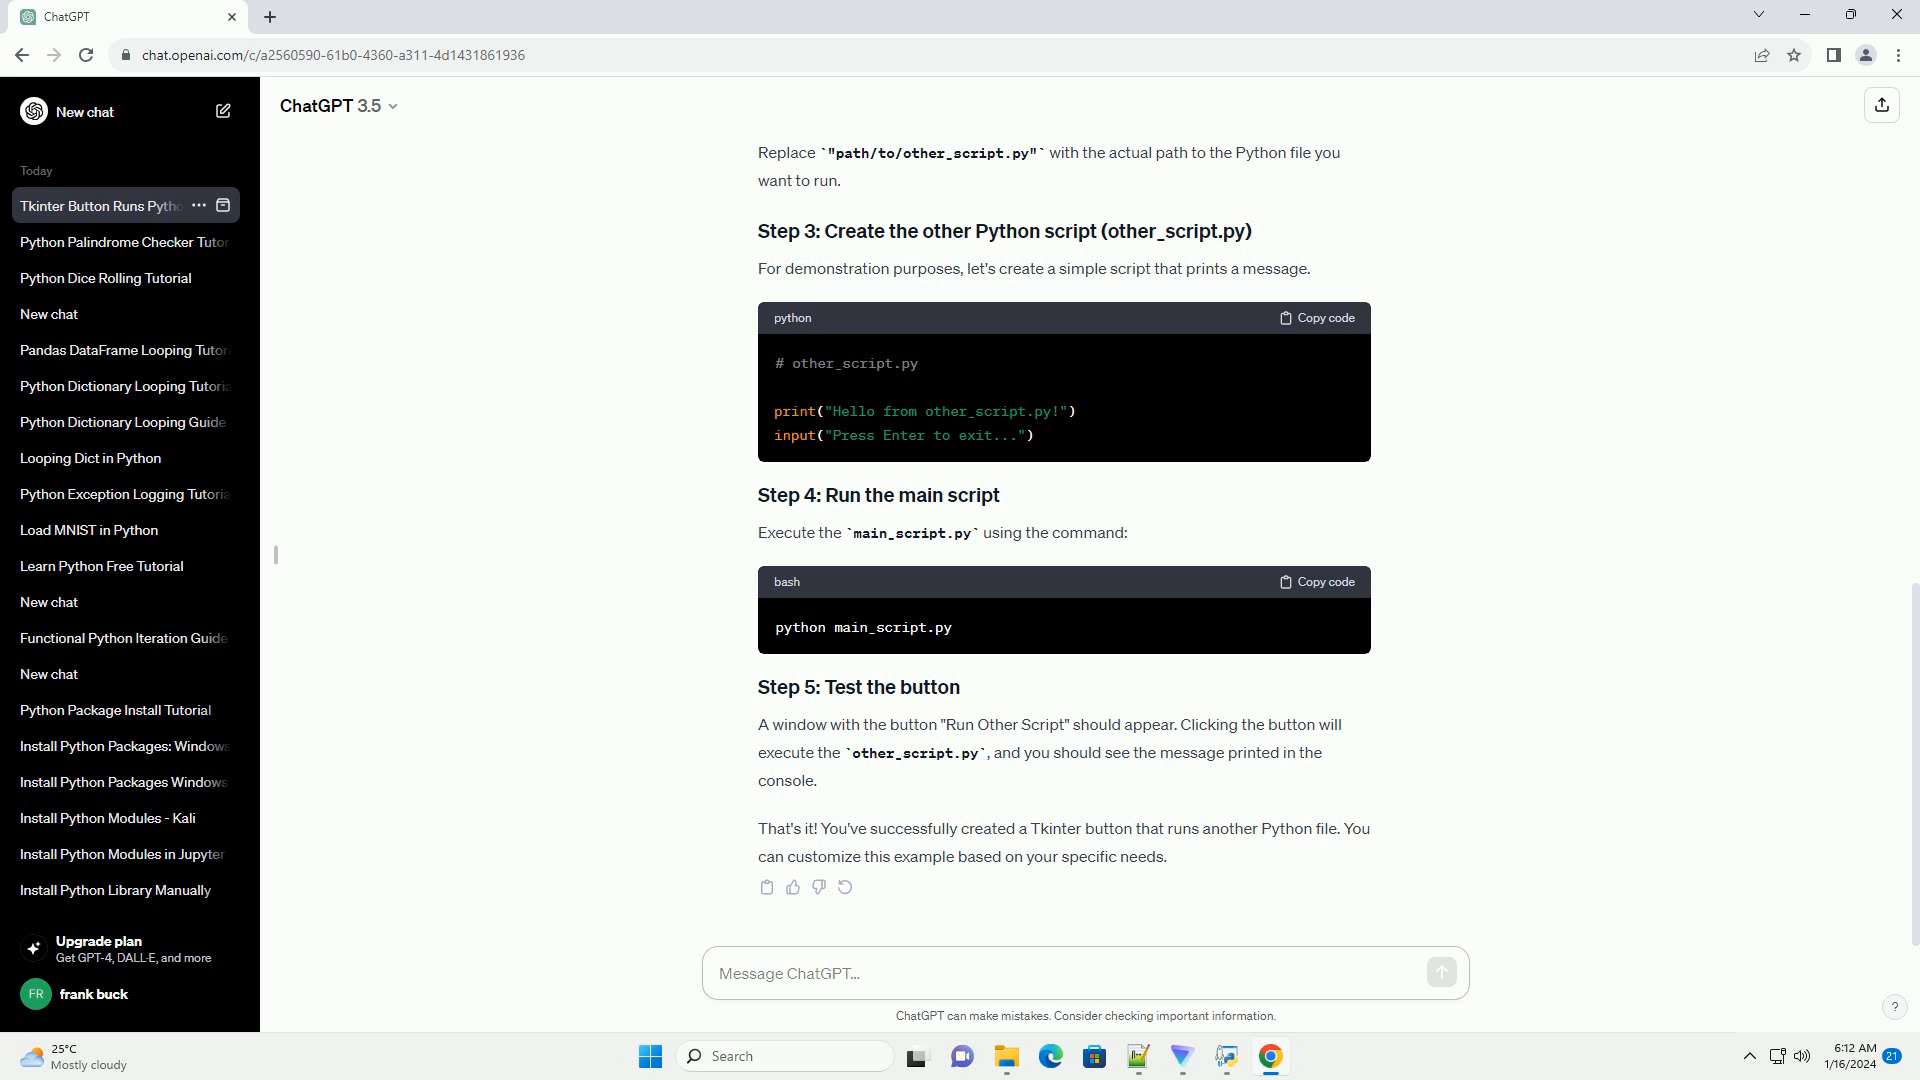 ChatGPT
chat.openai.com/c/a2560590-61b0-4360-a311-4d1431861936
New chat
Today
Tkinter Button Runs Pytho
Python Palindrome Checker Tutor
Python Dice Rolling Tutorial
New chat
Pandas DataFrame Looping Tutori
Python Dictionary Looping Tutoria
Python Dictionary Looping Guide
Looping Dict in Python
Python Exception Logging Tutoria
Load MNIST in Python
Learn Python Free Tutorial
New chat
Functional Python Iteration Guide
New chat
Python Package Install Tutorial
Install Python Packages: Windows
Install Python Packages Windows
Install Python Modules - Kali
Install Python Modules in Jupyter
Install Python Library Manually
Upgrade plan
Get GPT-4, DALL·E, and more
FR frank buck
ChatGPT 3.5
Replace `"path/to/other_script.py"` with the actual path to the Python file you
want to run.
Step 3: Create the other Python script (other_script.py)
For demonstration purposes, let's create a simple script that prints a message.
python Copy code
# other_script.py
print("Hello from other_script.py!")
input("Press Enter to exit...")
Step 4: Run the main script
Execute the `main_script.py` using the command:
bash Copy code
python main_script.py
Step 5: Test the button
A window with the button "Run Other Script" should appear. Clicking the button will
execute the `other_script.py`, and you should see the message printed in the
console.
That's it! You've successfully created a Tkinter button that runs another Python file. You
can customize this example based on your specific needs.
Message ChatGPT...
ChatGPT can make mistakes. Consider checking important information.
?
25°C
Mostly cloudy
Search
6:12 AM
1/16/2024
21